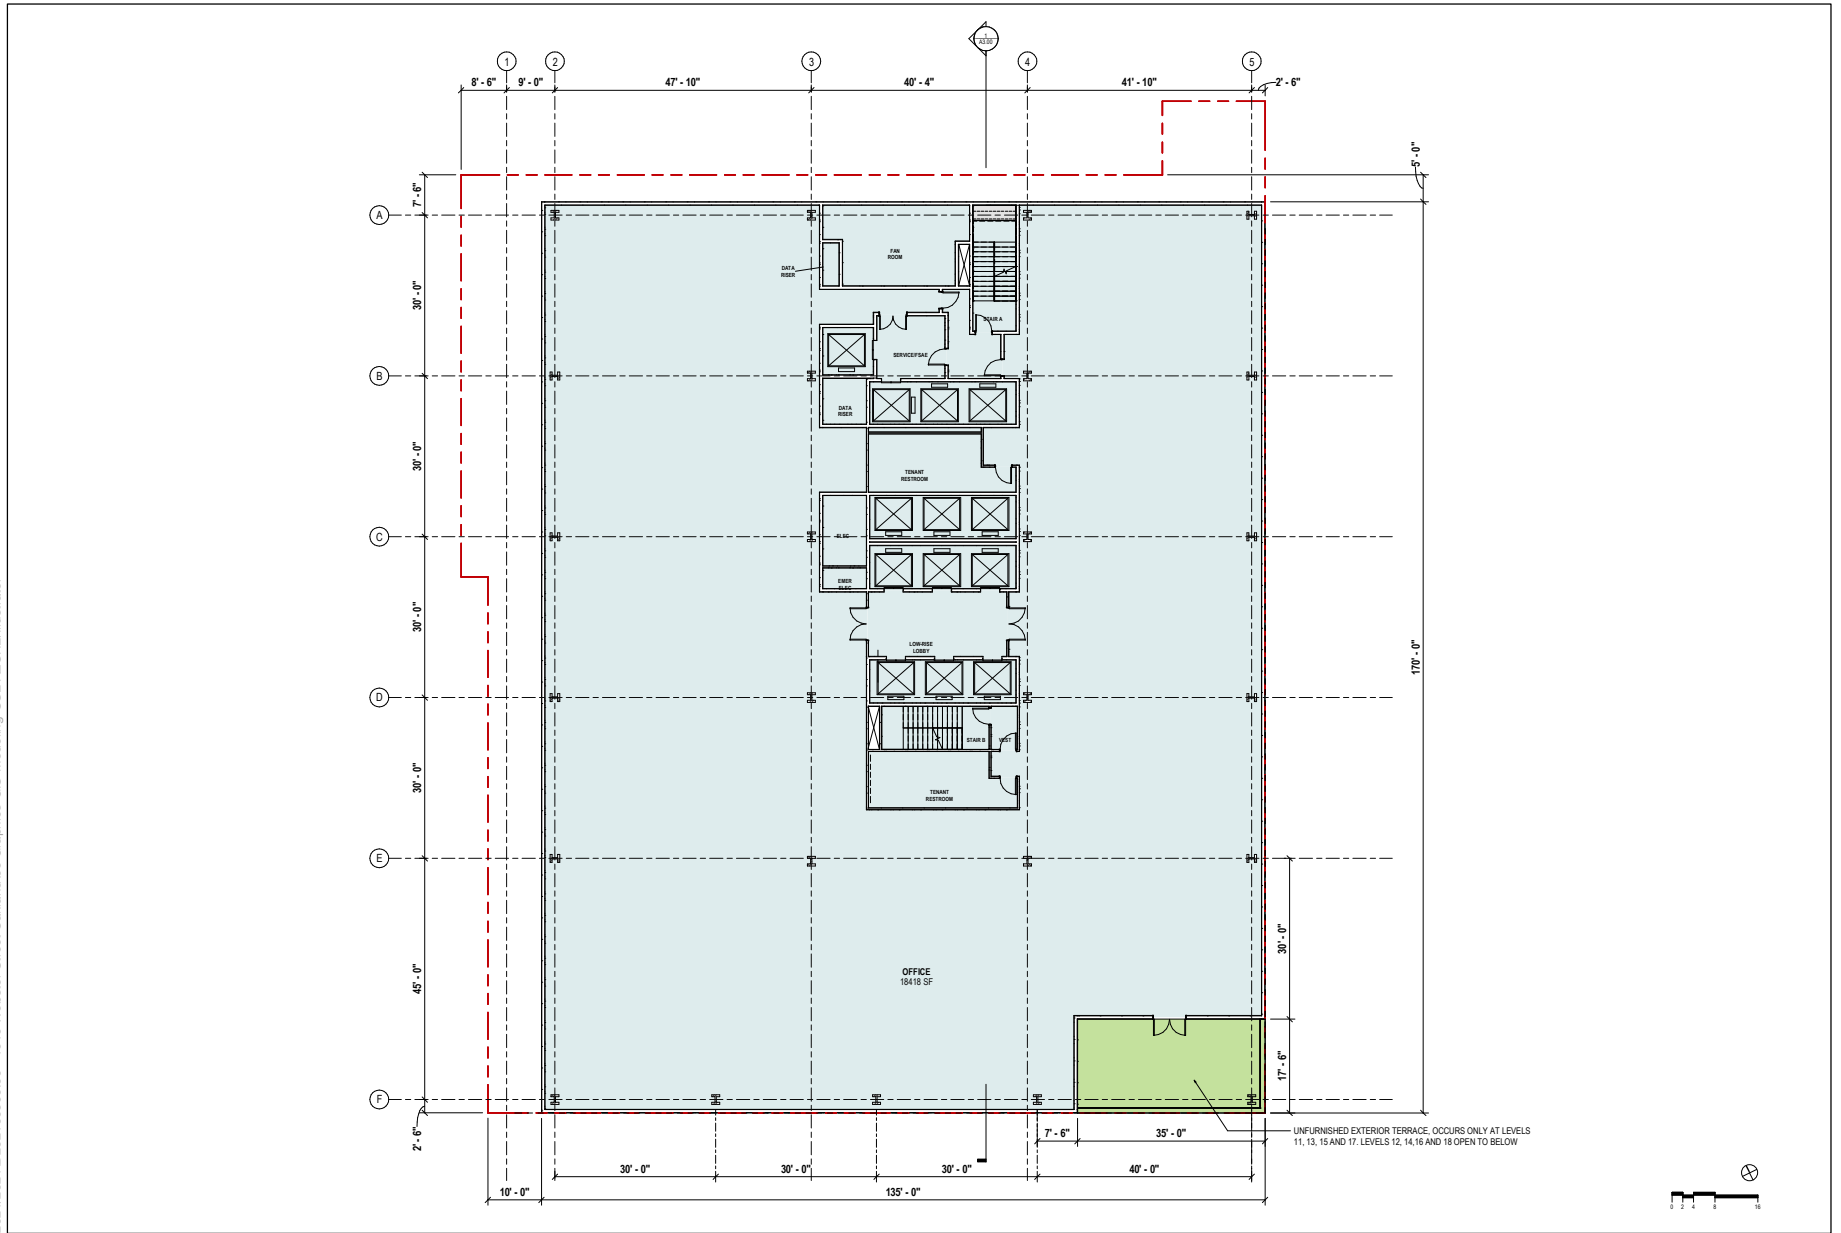 1
A3.00
1
2
3
4
5
8' - 6"
9' - 0"
47' - 10"
40' - 4"
41' - 10"
2' - 6"
5' - 0"
7' - 6"
A
30' - 0"
FAN
ROOM
DATA
RISER
STAIR A
SERVICE/FSAE
B
DATA
RISER
30' - 0"
TENANT
RESTROOM
C
ELEC
EMER
ELEC
30' - 0"
LOW-RISE
LOBBY
170' - 0"
D
STAIR B
VEST
30' - 0"
TENANT
RESTROOM
E
30' - 0"
45' - 0"
OFFICE
18418 SF
17' - 6"
F
2' - 6"
7' - 6"
35' - 0"
UNFURNISHED EXTERIOR TERRACE, OCCURS ONLY AT LEVELS
11, 13, 15 AND 17. LEVELS 12, 14,16 AND 18 OPEN TO BELOW
30' - 0"
30' - 0"
30' - 0"
40' - 0"
10' - 0"
135' - 0"
0 2 4 8 16